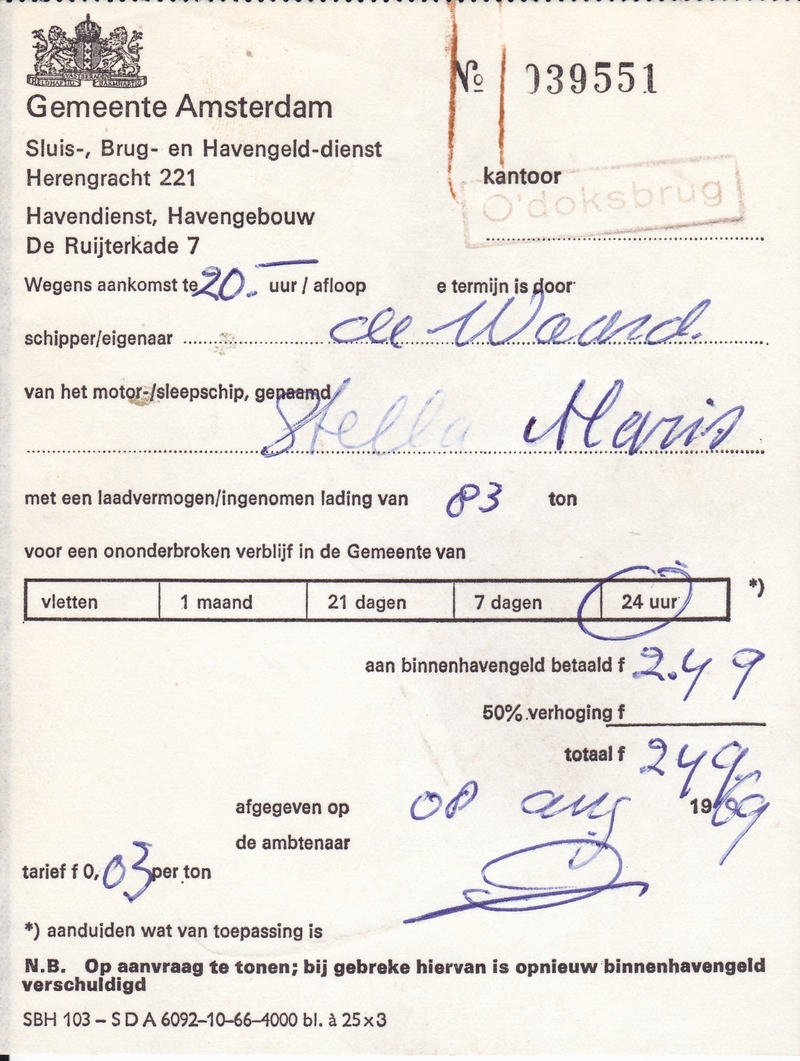 HELDHAFTIG VASTBERADEN BARMHARTIG
Nº 039551
Gemeente Amsterdam
Sluis-, Brug- en Havengeld-dienst
Herengracht 221
kantoor O'doksbrug
Havendienst, Havengebouw
De Ruijterkade 7
Wegens aankomst te 20.— uur / afloop e termijn is door
schipper/eigenaar de Waard.
van het motor-/sleepschip, genaamd
Stella Maris
met een laadvermogen/ingenomen lading van 83 ton
voor een ononderbroken verblijf in de Gemeente van
vletten 1 maand 21 dagen 7 dagen 24 uur *)
aan binnenhavengeld betaald f 2.49
50% verhoging f
totaal f 249
afgegeven op 08 aug 1969
de ambtenaar
tarief f 0,03 per ton
*) aanduiden wat van toepassing is
N.B. Op aanvraag te tonen; bij gebreke hiervan is opnieuw binnenhavengeld
verschuldigd
SBH 103 – S D A 6092–10–66–4000 bl. à 25 x 3